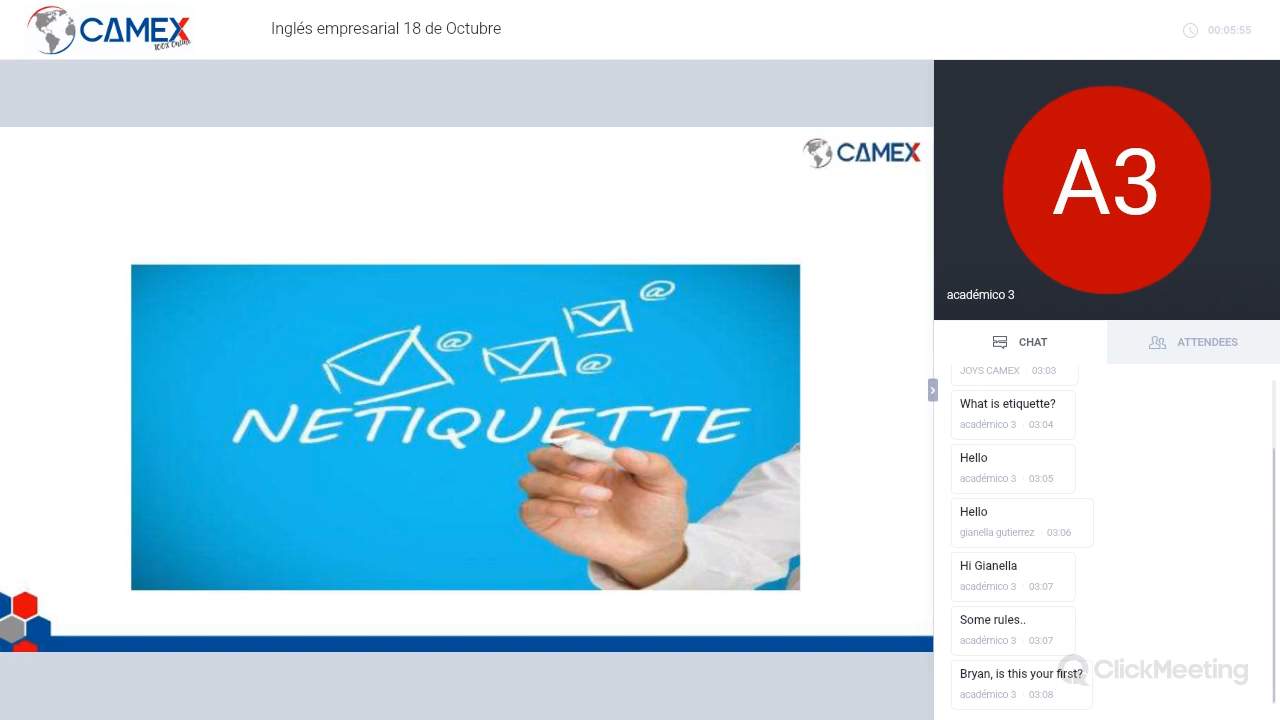 CAMEX
100% Online
Inglés empresarial 18 de Octubre
00:05:55
CAMEX
@
@
@
NETIQUETTE
A3
académico 3
CHAT
ATTENDEES
JOYS CAMEX 03:03
What is etiquette?
académico 3 · 03:04
Hello
académico 3 · 03:05
Hello
gianella gutierrez · 03:06
Hi Gianella
académico 3 · 03:07
Some rules..
académico 3 · 03:07
Bryan, is this your first?
académico 3 · 03:08
ClickMeeting